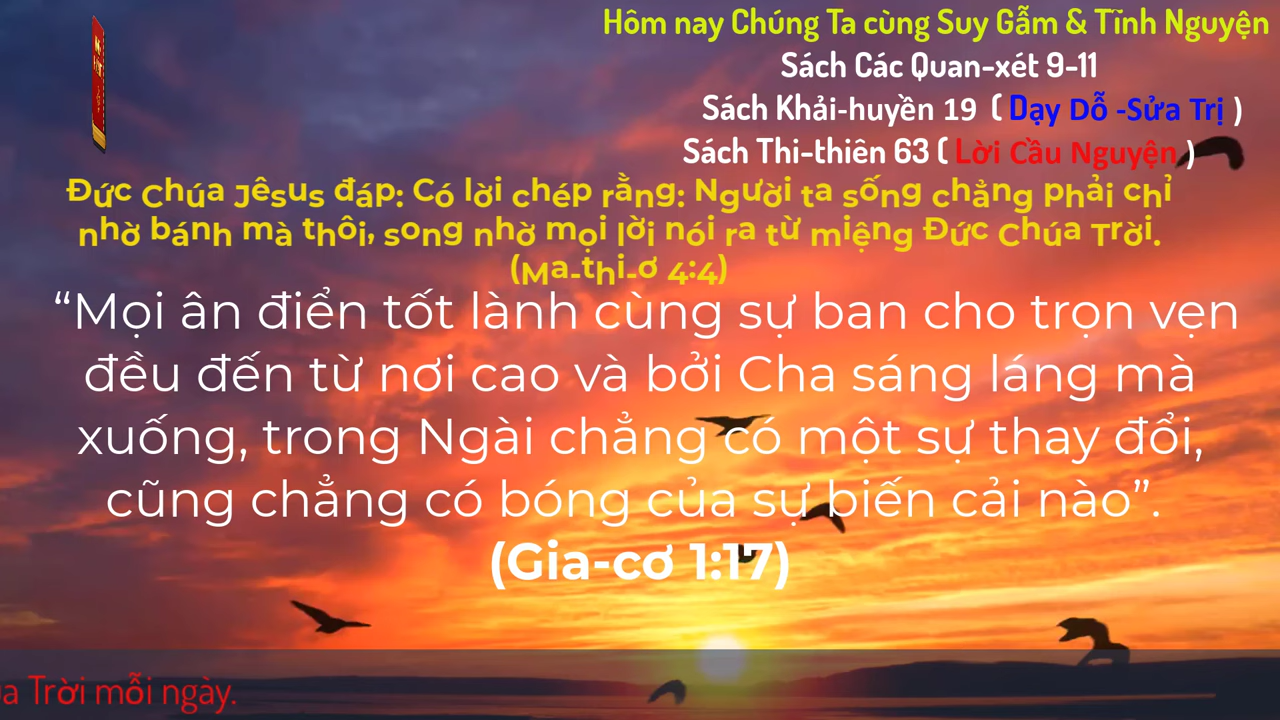 Hôm nay Chúng Ta cùng Suy Gẫm & Tĩnh Nguyện
Sách Các Quan-xét 9-11
Sách Khải-huyền 19 ( Dạy Dỗ -Sửa Trị )
Sách Thi-thiên 63 ( Lời Cầu Nguyện )
Đức Chúa Jêsus đáp: Có lời chép rằng: Người ta sống chẳng phải chỉ
nhờ bánh mà thôi, song nhờ mọi lời nói ra từ miệng Đức Chúa Trời.
(Ma-thi-ơ 4:4)
“Mọi ân điển tốt lành cùng sự ban cho trọn vẹn
đều đến từ nơi cao và bởi Cha sáng láng mà
xuống, trong Ngài chẳng có một sự thay đổi,
cũng chẳng có bóng của sự biến cải nào”.
(Gia-cơ 1:17)
Trời mỗi ngày.